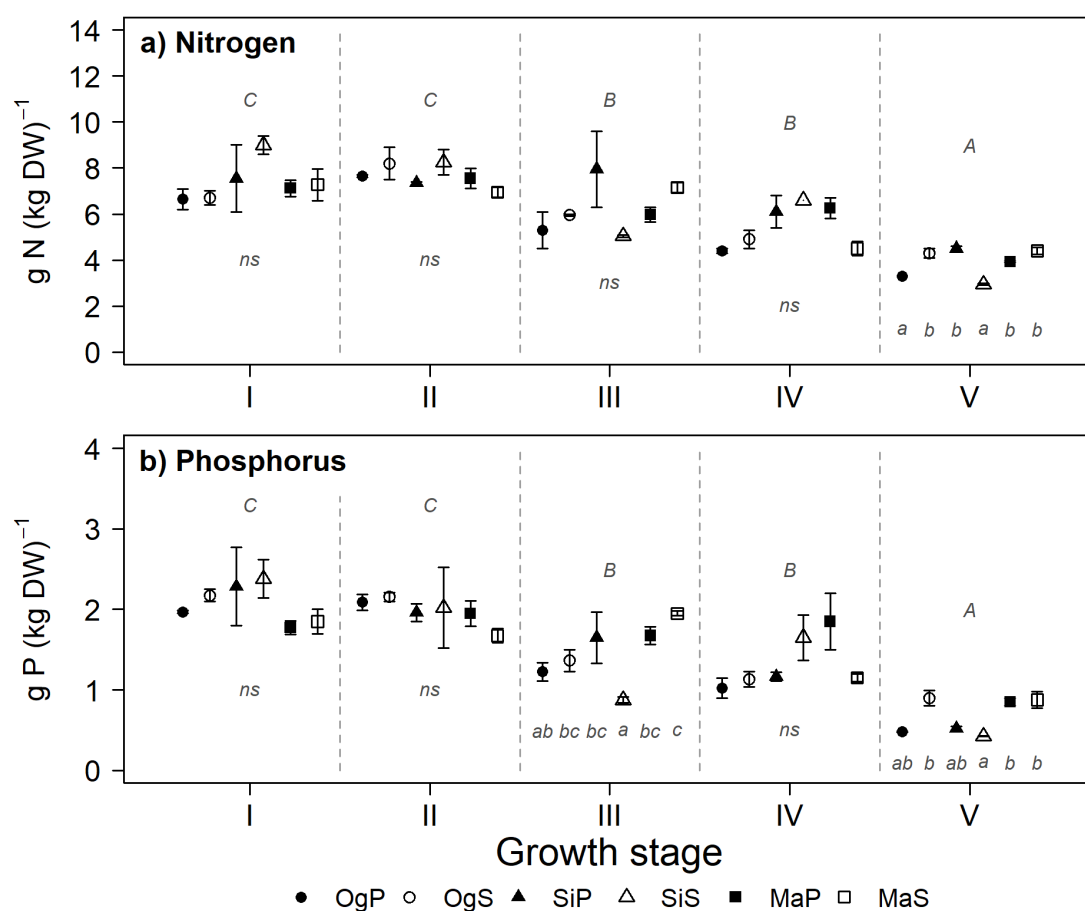 a) Nitrogen
g N (kg DW)⁻¹
14
12
10
8
6
4
2
0
C C B B A
ns ns ns ns
a b b a b b
I II III IV V
b) Phosphorus
g P (kg DW)⁻¹
4
3
2
1
0
C C B B A
ns ns ab bc bc a bc c ns ab b ab a b b
I II III IV V
Growth stage
OgP OgS SiP SiS MaP MaS